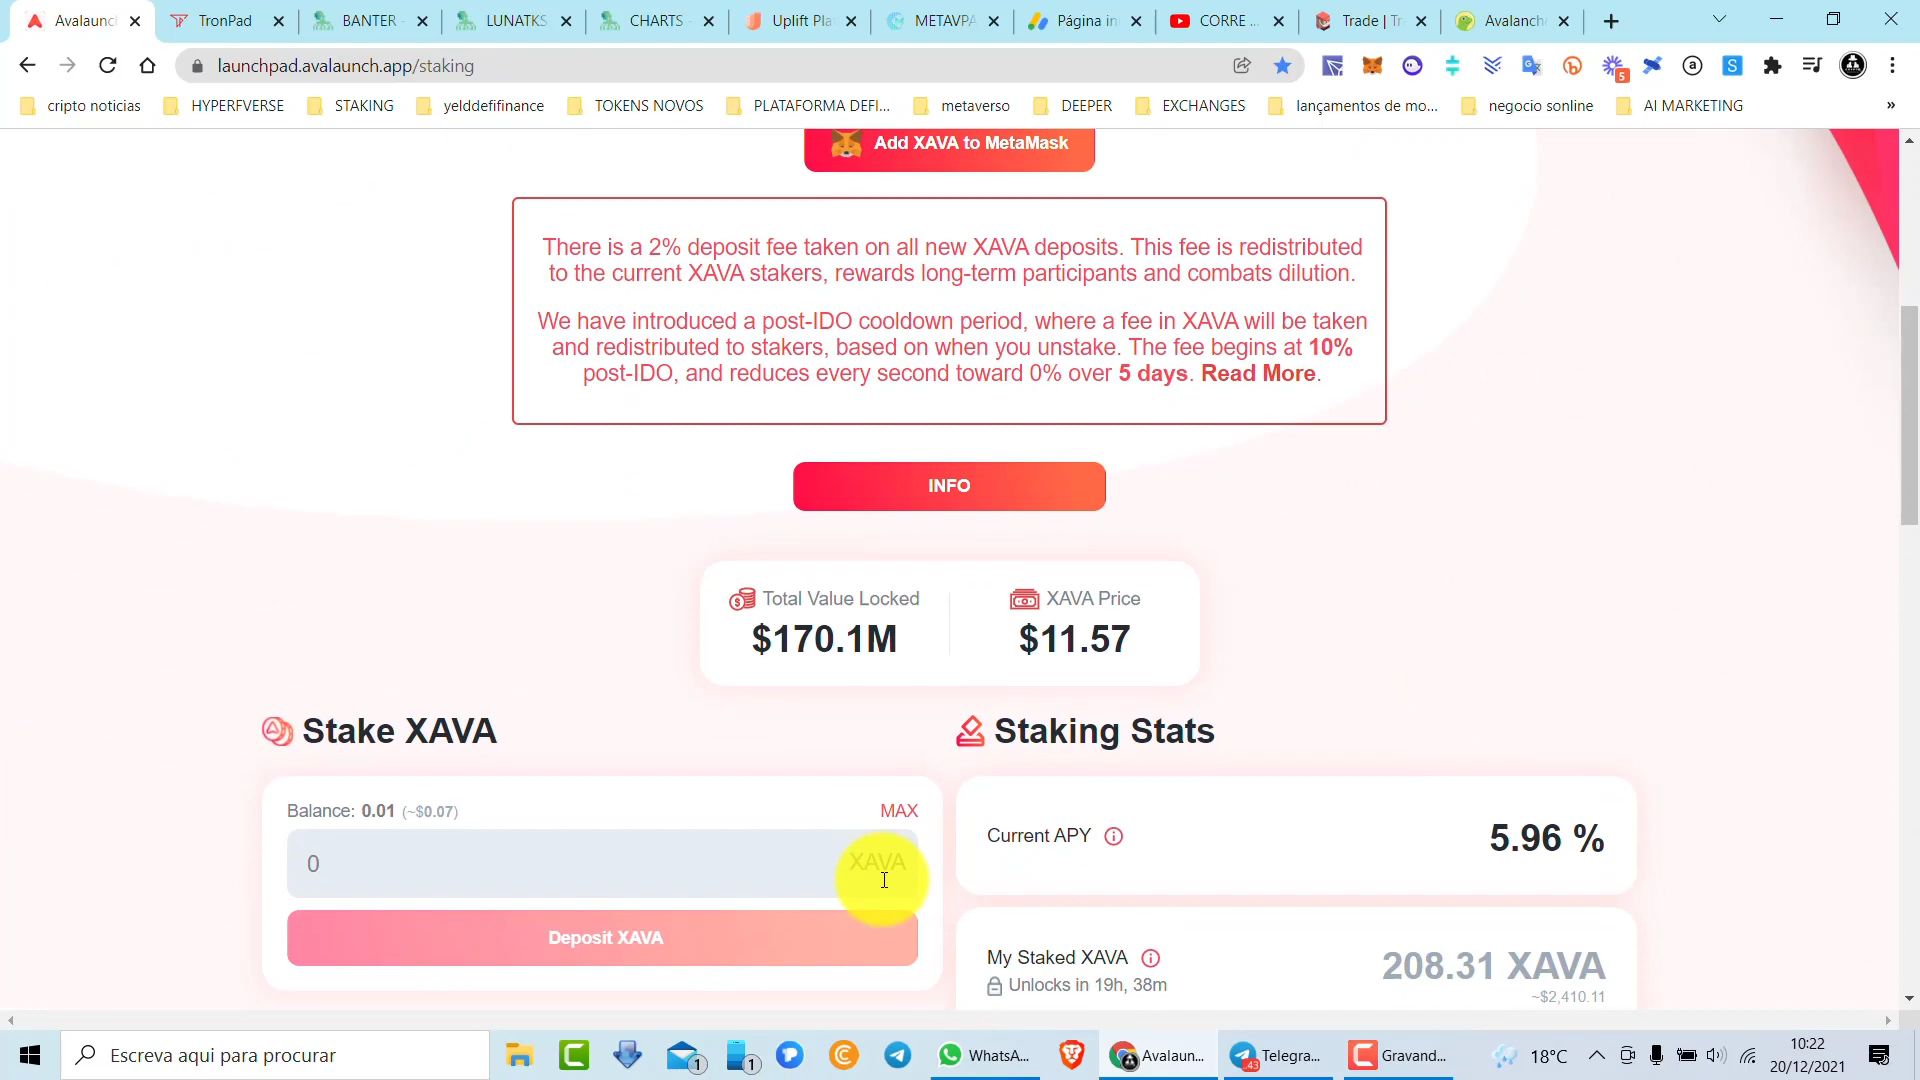 Avalaunch
TronPad
BANTER -
LUNATKS
CHARTS -
Uplift Pla
METAVPA
Página in
CORRE ...
Trade | Tr
Avalanche
launchpad.avalaunch.app/staking
5
cripto noticias
HYPERFVERSE
STAKING
yelddefifinance
TOKENS NOVOS
PLATAFORMA DEFI...
metaverso
DEEPER
EXCHANGES
lançamentos de mo...
negocio sonline
AI MARKETING
»
Add XAVA to MetaMask
There is a 2% deposit fee taken on all new XAVA deposits. This fee is redistributed
to the current XAVA stakers, rewards long-term participants and combats dilution.
We have introduced a post-IDO cooldown period, where a fee in XAVA will be taken
and redistributed to stakers, based on when you unstake. The fee begins at 10%
post-IDO, and reduces every second toward 0% over 5 days. Read More.
INFO
Total Value Locked
$170.1M
XAVA Price
$11.57
Stake XAVA
Balance: 0.01 (~$0.07)
MAX
0
XAVA
Deposit XAVA
Staking Stats
Current APY
5.96 %
My Staked XAVA
Unlocks in 19h, 38m
208.31 XAVA
~$2,410.11
Escreva aqui para procurar
1
1
WhatsA...
Avalaun...
43
Telegra...
Gravand...
18°C
10:22
20/12/2021